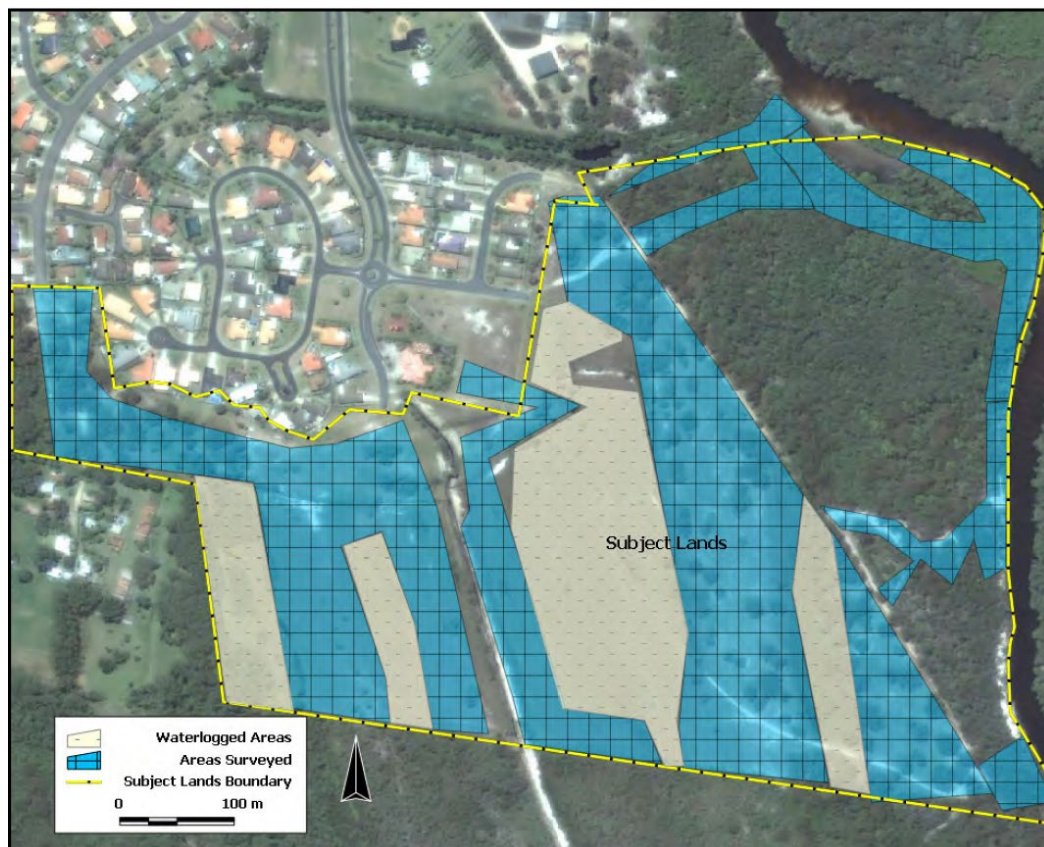 Subject Lands
Waterlogged Areas
Areas Surveyed
Subject Lands Boundary
0 100 m